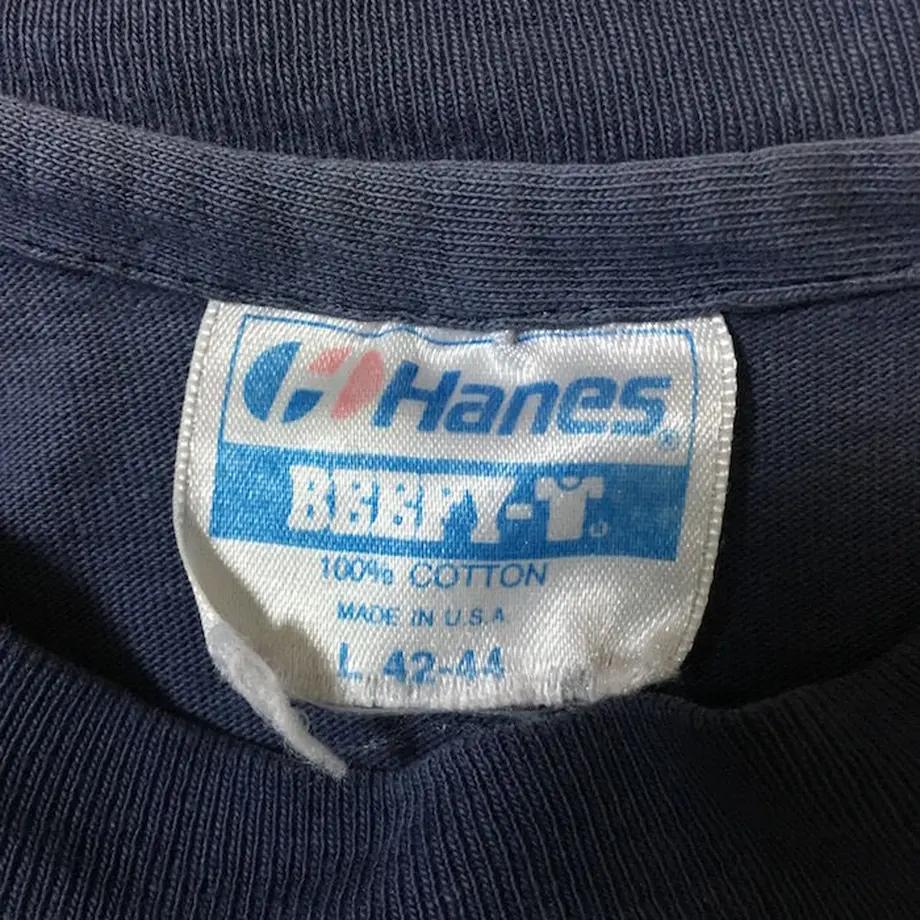 Hanes®
BEEFY-T®
100% COTTON
MADE IN U.S.A.
L 42-44